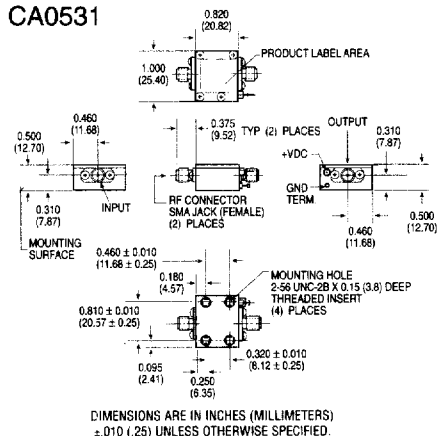 CA0531
0.820
(20.82)
PRODUCT LABEL AREA
1.000
(25.40)
0.375
(9.52)
TYP (2) PLACES
0.460
(11.68)
0.500
(12.70)
0.310
(7.87)
INPUT
MOUNTING
SURFACE
RF CONNECTOR
SMA JACK (FEMALE)
(2) PLACES
OUTPUT
+VDC
GND
TERM
0.310
(7.87)
0.460
(11.68)
0.500
(12.70)
0.460 ± 0.010
(11.68 ± 0.25)
0.180
(4.57)
MOUNTING HOLE
2-56 UNC-2B X 0.15 (3.8) DEEP
THREADED INSERT
(4) PLACES
0.810 ± 0.010
(20.57 ± 0.25)
0.320 ± 0.010
(8.12 ± 0.25)
0.095
(2.41)
0.250
(6.35)
DIMENSIONS ARE IN INCHES (MILLIMETERS)
±.010 (.25) UNLESS OTHERWISE SPECIFIED.